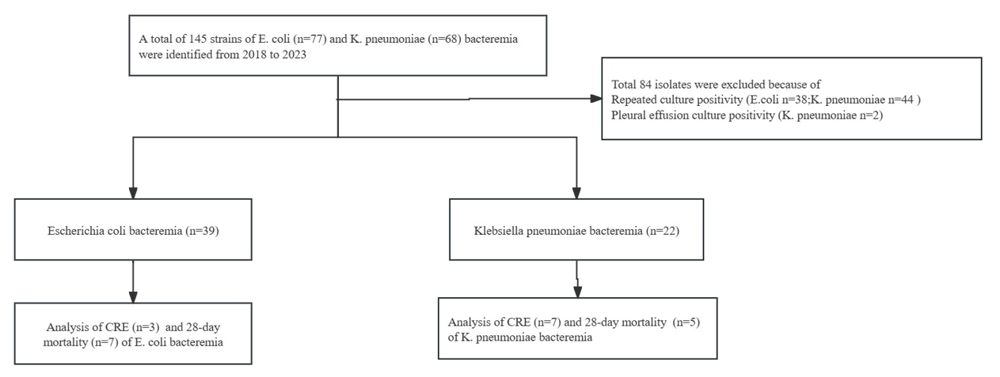 A total of 145 strains of E. coli (n=77) and K. pneumoniae (n=68) bacteremia
were identified from 2018 to 2023
Total 84 isolates were excluded because of
Repeated culture positivity (E.coli n=38;K. pneumoniae n=44 )
Pleural effusion culture positivity (K. pneumoniae n=2)
Escherichia coli bacteremia (n=39)
Klebsiella pneumoniae bacteremia (n=22)
Analysis of CRE (n=3)  and 28-day
mortality (n=7) of E. coli bacteremia
Analysis of CRE (n=7) and 28-day mortality  (n=5)
of K. pneumoniae bacteremia